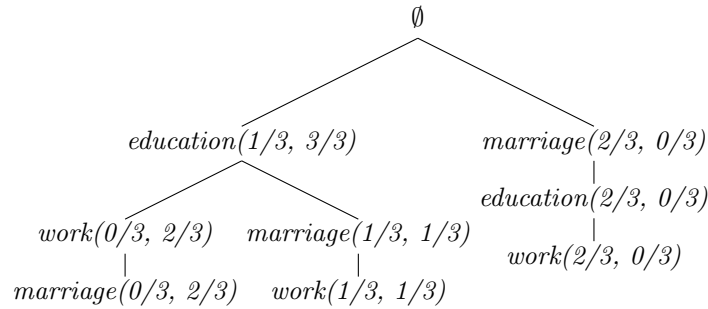 ∅
education(1/3, 3/3) marriage(2/3, 0/3)
education(2/3, 0/3)
work(0/3, 2/3) marriage(1/3, 1/3)
work(2/3, 0/3)
marriage(0/3, 2/3) work(1/3, 1/3)